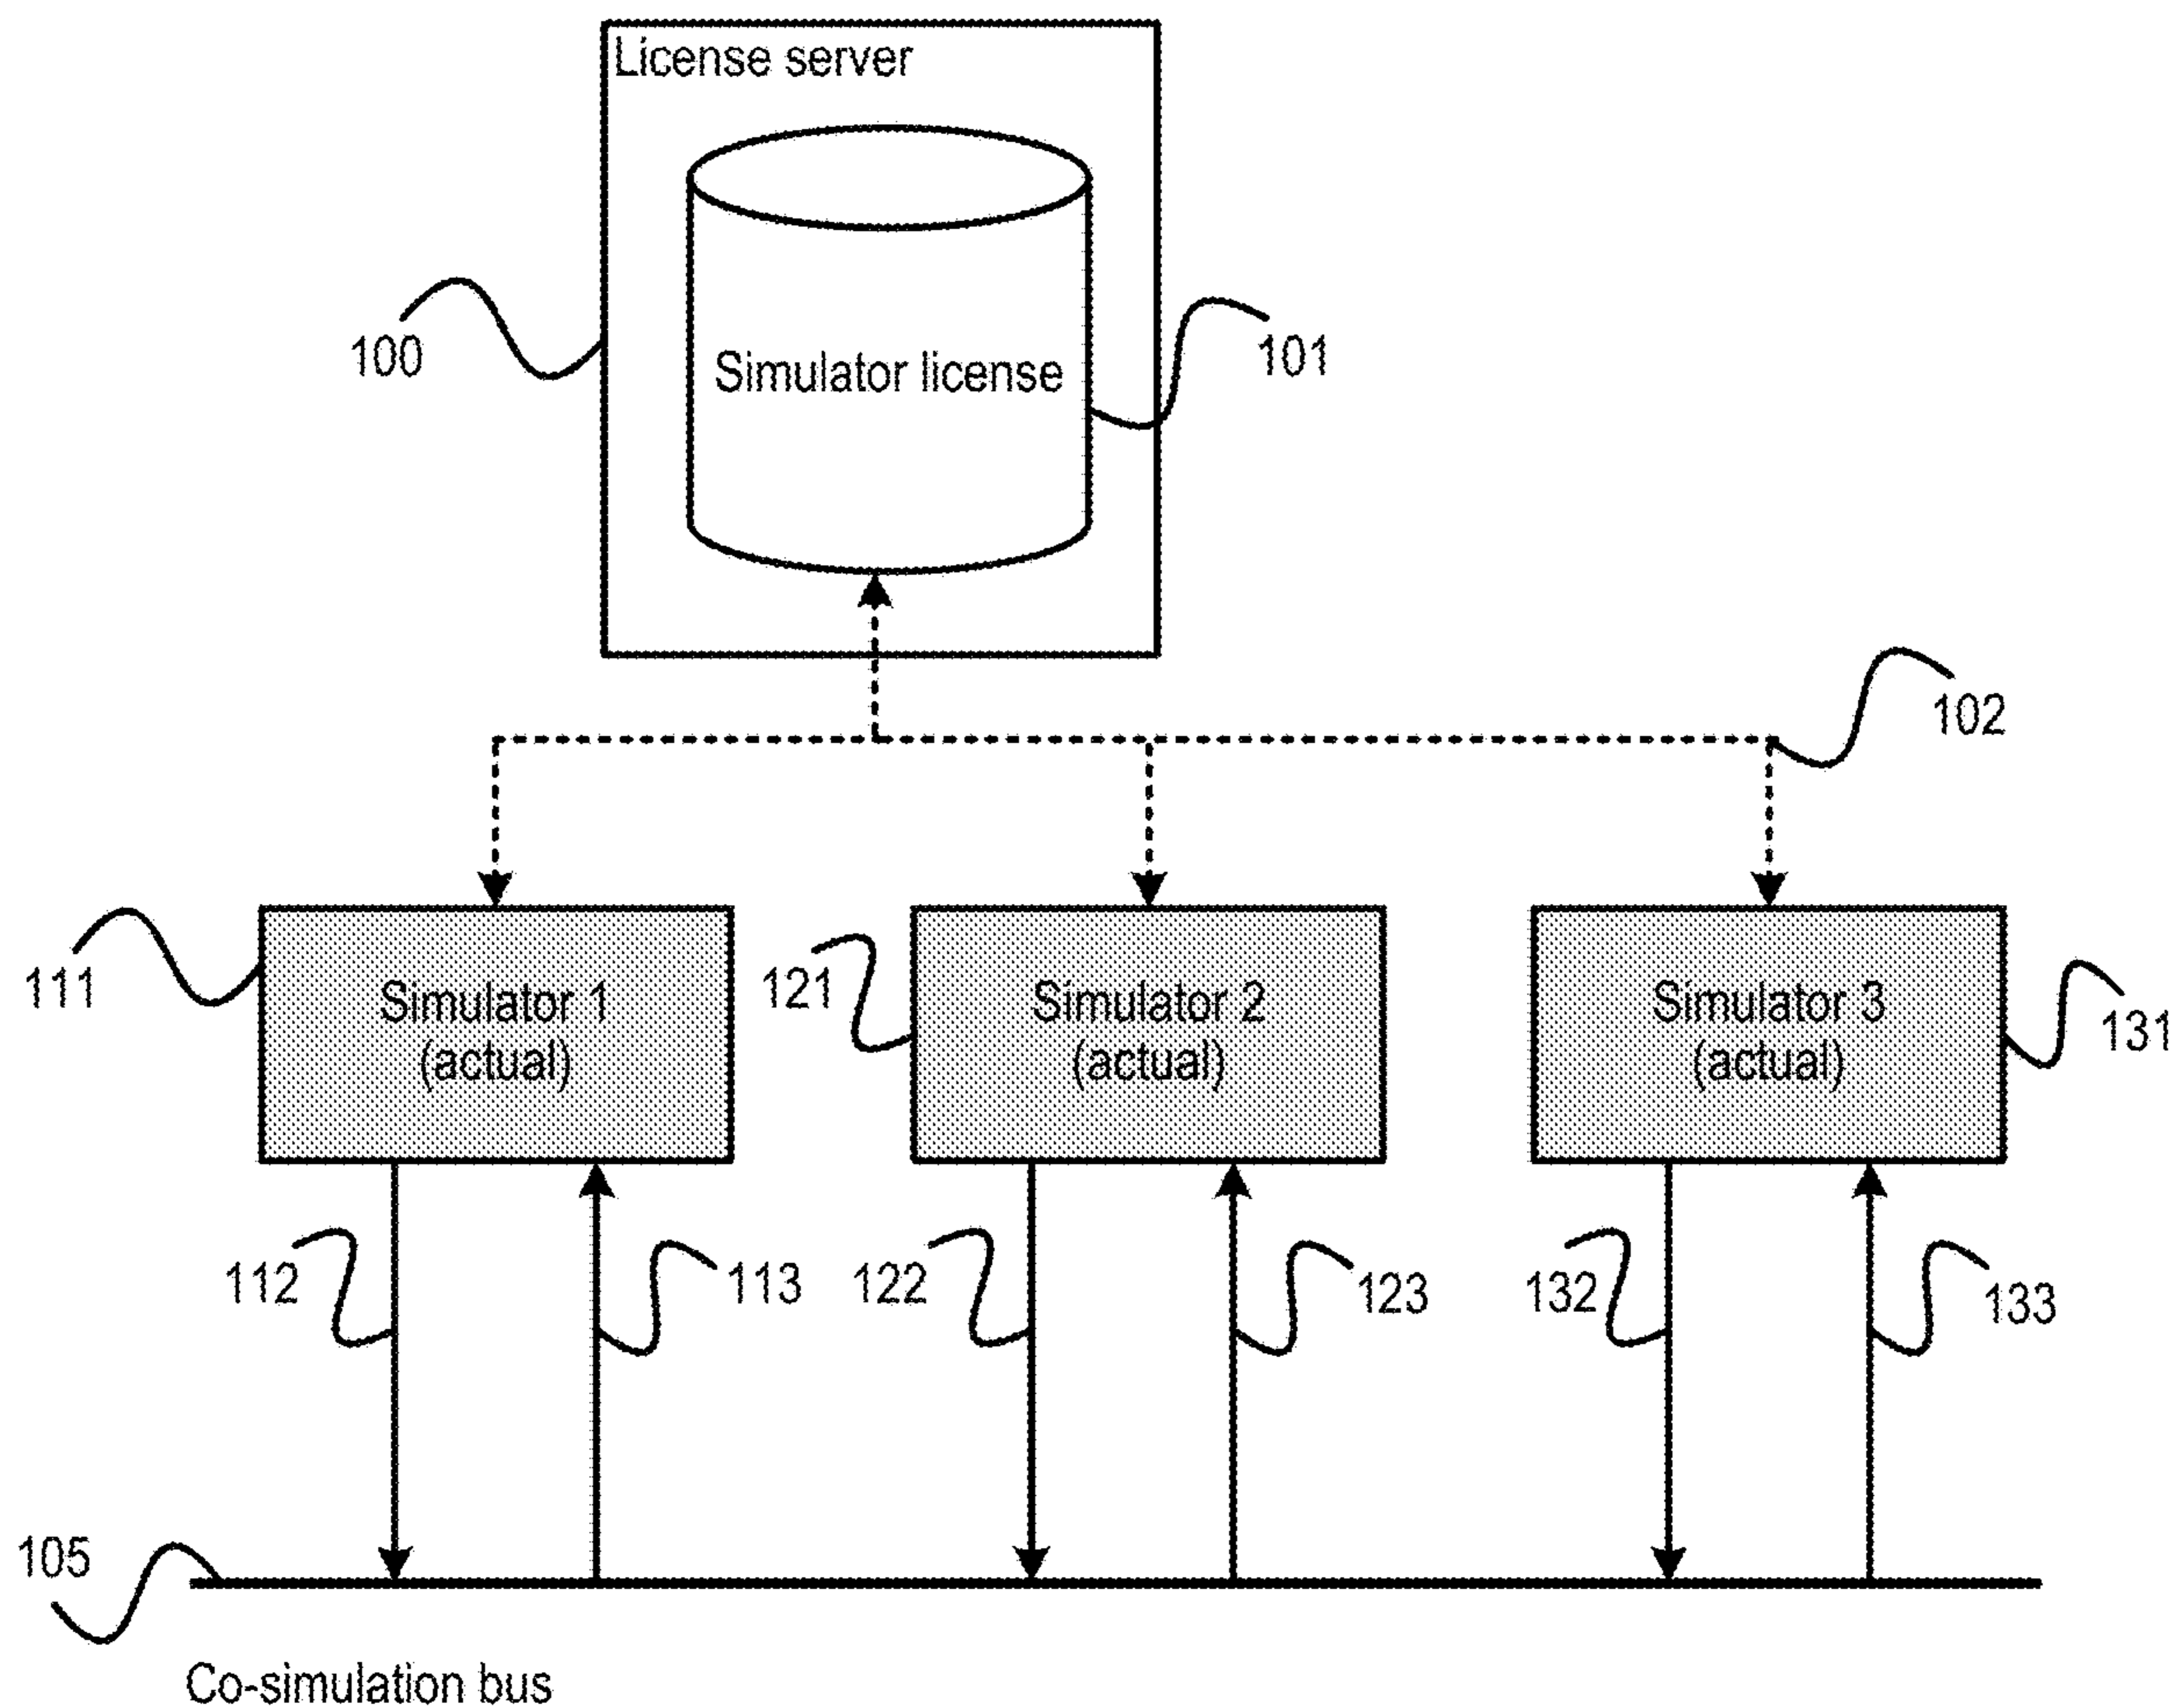 License server
100
Simulator license
101
102
111
Simulator 1
(actual)
121
Simulator 2
(actual)
Simulator 3
(actual)
131
112
113
122
123
132
133
105
Co-simulation bus